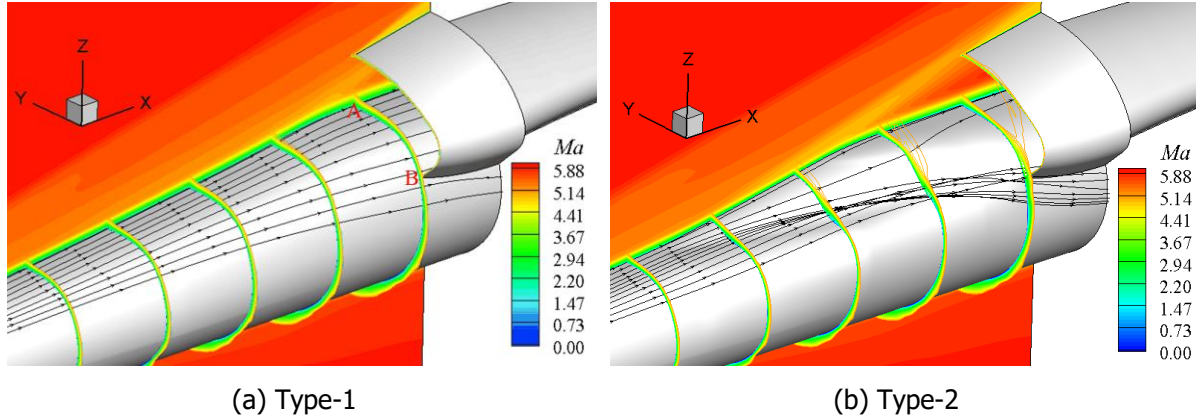 Z
Y
X
A
B
Ma
5.88
5.14
4.41
3.67
2.94
2.20
1.47
0.73
0.00
(a) Type-1
Z
Y
X
Ma
5.88
5.14
4.41
3.67
2.94
2.20
1.47
0.73
0.00
(b) Type-2